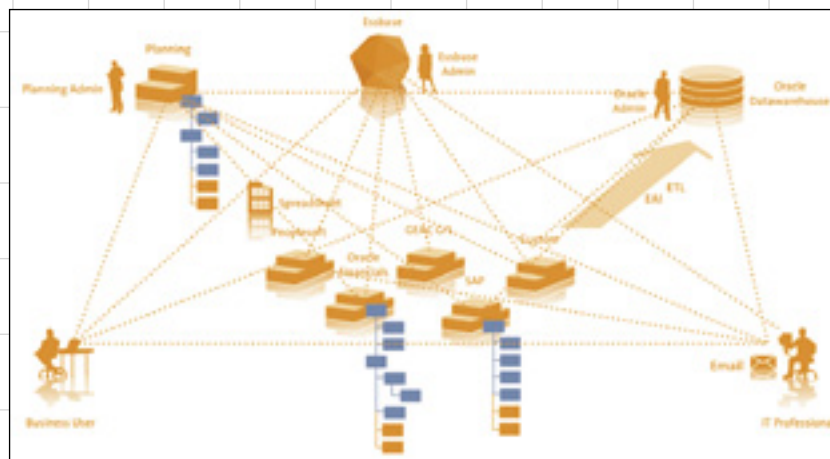 Essbase
Planning
Essbase
Admin
Planning Admin
Oracle
Admin
Oracle
Datawarehouse
ETL
EAI
Spreadsheet
Peoplesoft
Oracle
Financials
SAP
Custom
Email
Business User
IT Professional